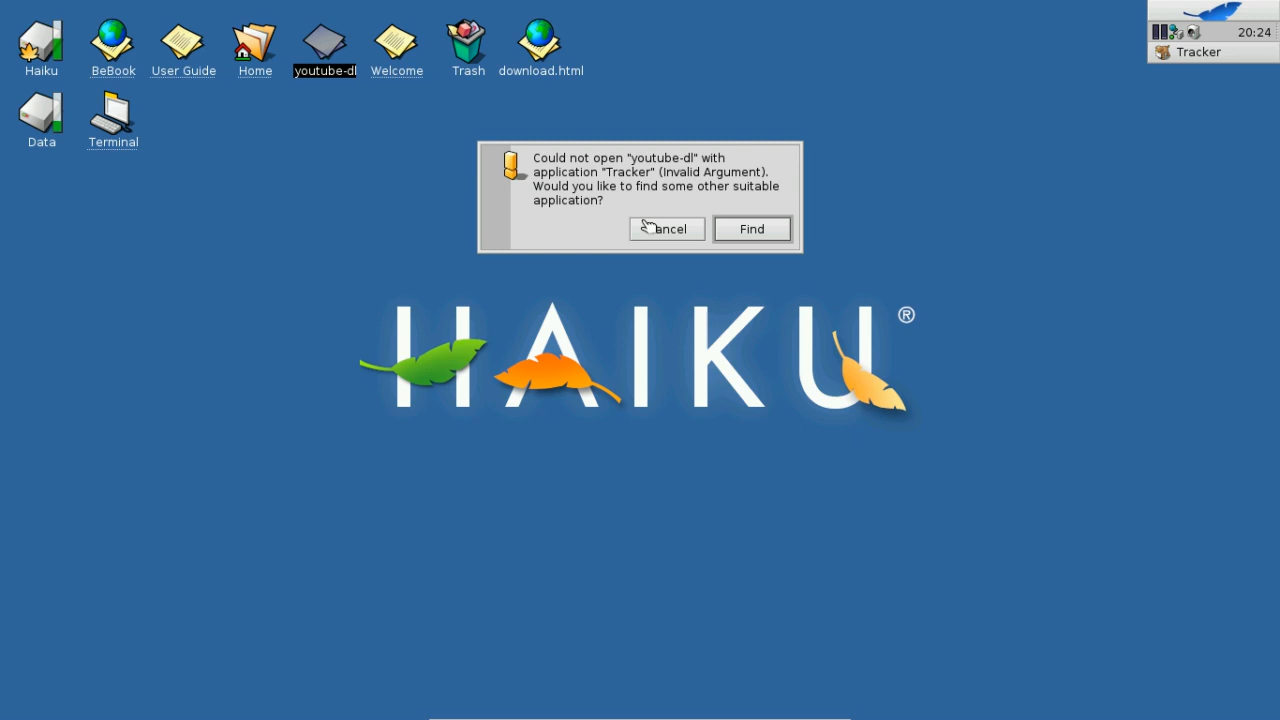 Haiku
BeBook
User Guide
Home
youtube-dl
Welcome
Trash
download.html
Data
Terminal
20:24
Tracker
Could not open "youtube-dl" with
application "Tracker" (Invalid Argument).
Would you like to find some other suitable
application?
Cancel
Find
HAIKU®